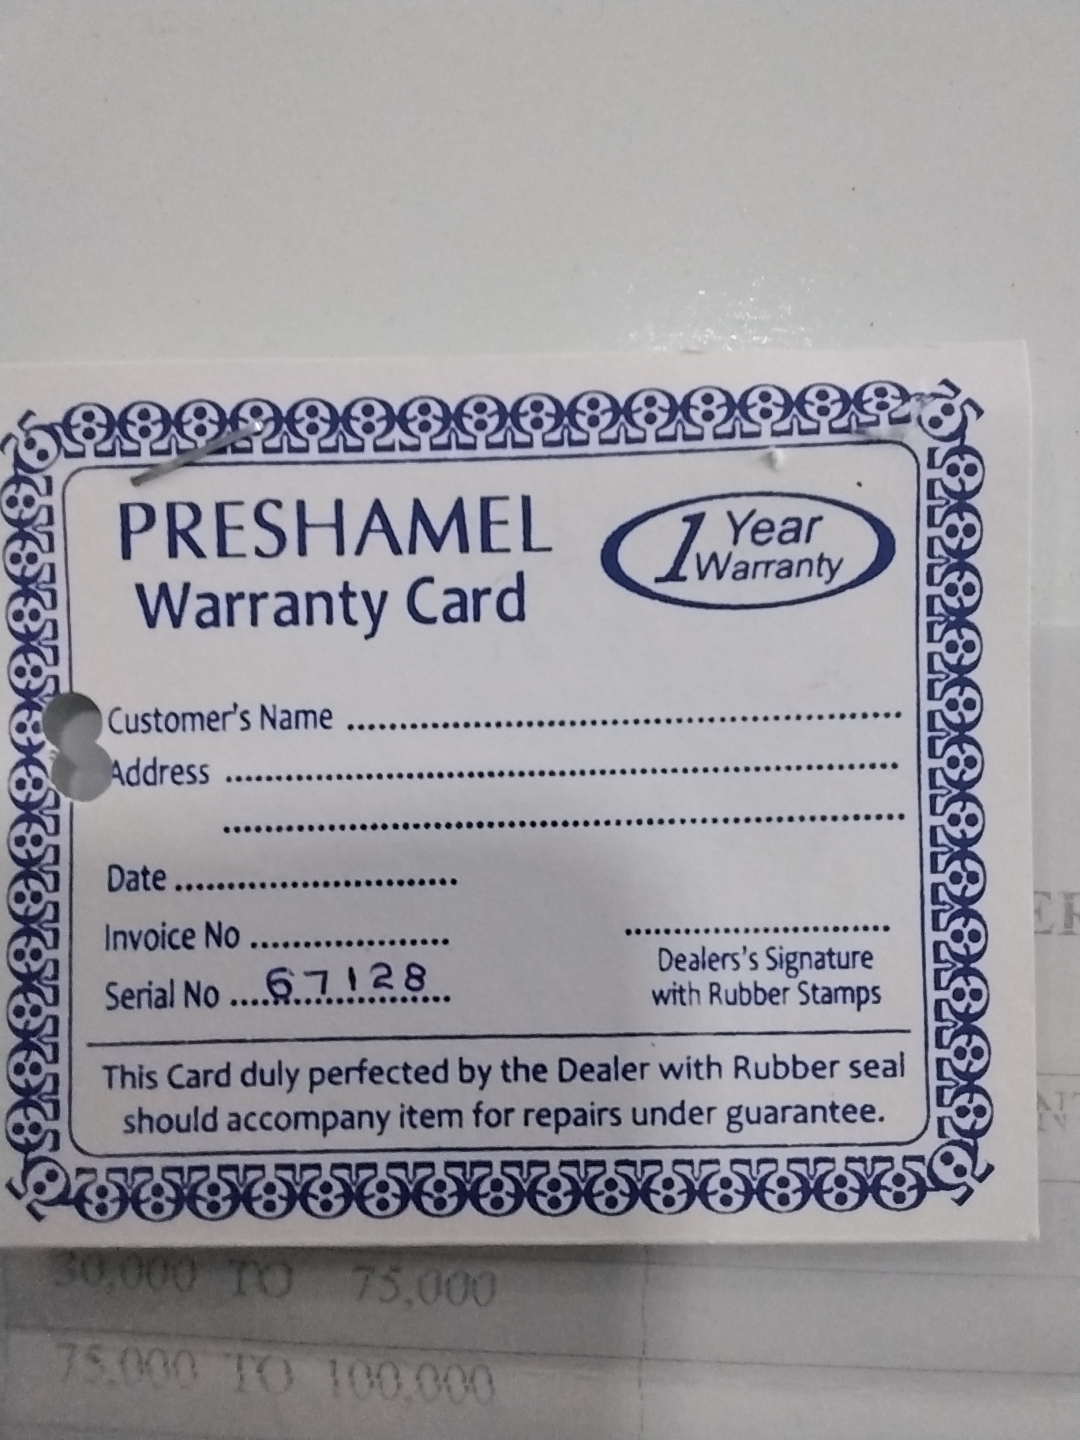 PRESHAMEL
Warranty Card
1 Year
Warranty
Customer's Name ....................................................
Address ................................................................
................................................................
Date ...........................
Invoice No ...................
Serial No ....67128....
....................................
Dealers's Signature
with Rubber Stamps
This Card duly perfected by the Dealer with Rubber seal
should accompany item for repairs under guarantee.
30,000 TO 75,000
75,000 TO 100,000